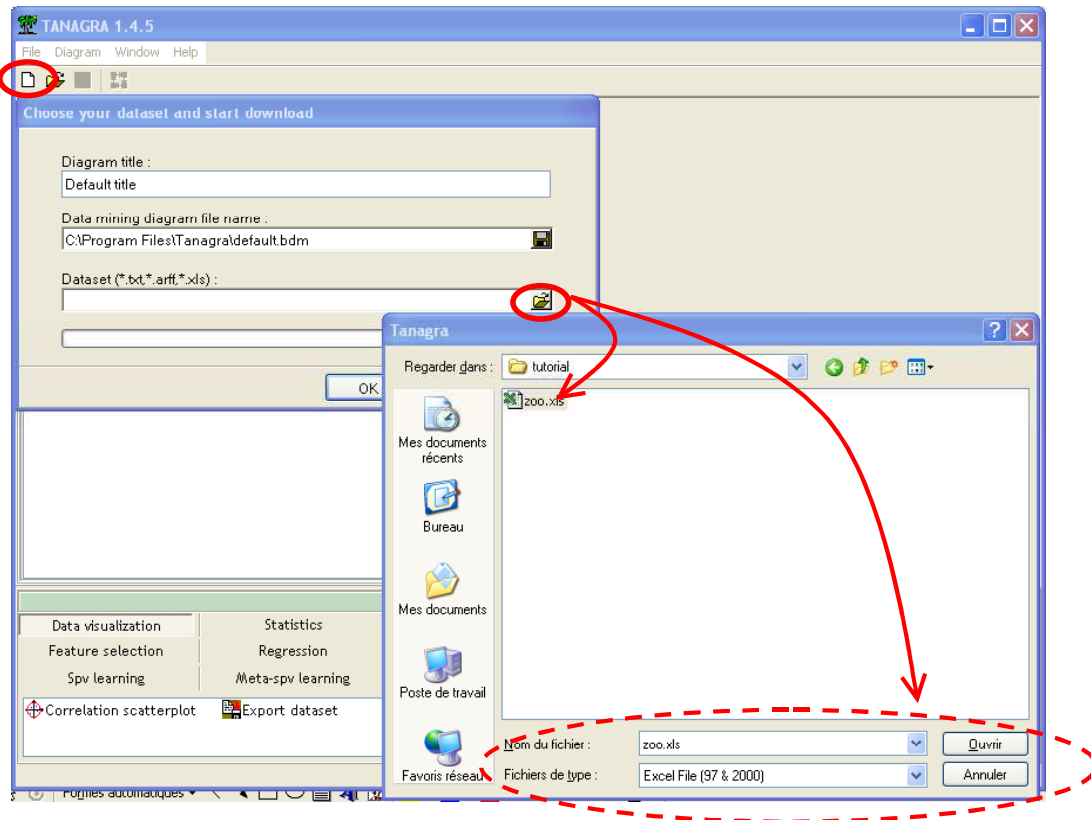 TANAGRA 1.4.5
File Diagram Window Help
Choose your dataset and start download
Diagram title :
Default title
Data mining diagram file name :
C:\Program Files\Tanagra\default.bdm
Dataset (*.txt,*.arff,*.xls) :
OK
Tanagra
Regarder dans :
tutorial
zoo.xls
Mes documents
récents
Bureau
Mes documents
Poste de travail
Favoris réseau
Nom du fichier :
zoo.xls
Ouvrir
Fichiers de type :
Excel File (97 & 2000)
Annuler
Data visualization
Statistics
Feature selection
Regression
Spv learning
Meta-spv learning
Correlation scatterplot
Export dataset
Formes automatiques